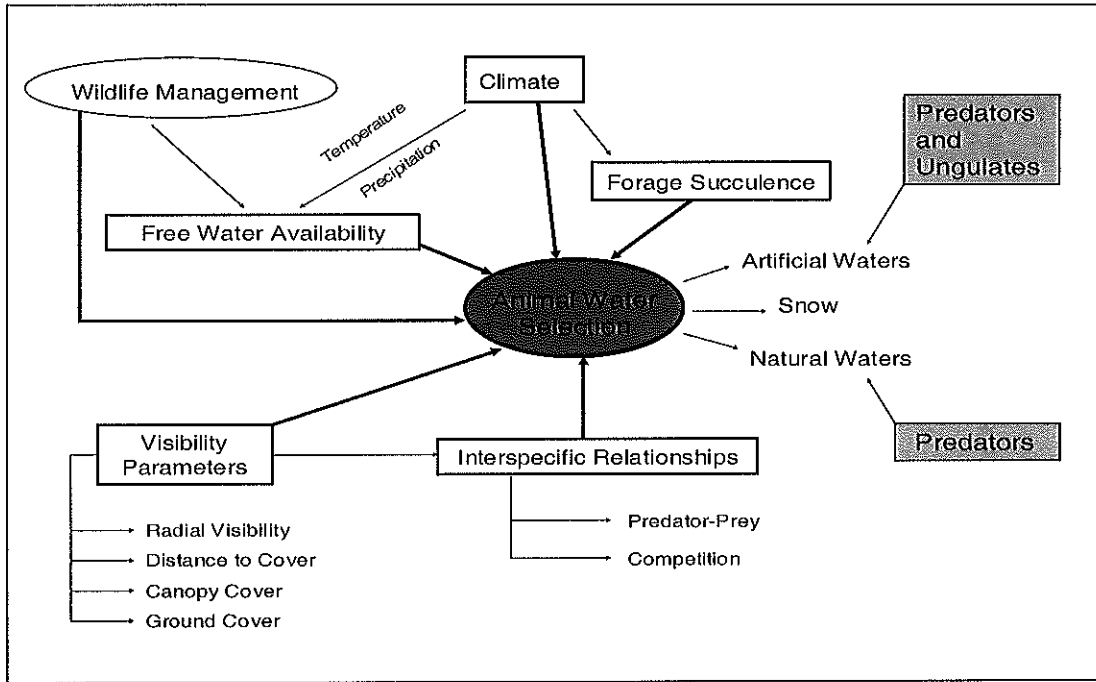 Wildlife Management
Climate
Predators
and
Ungulates
Temperature
Precipitation
Forage Succulence
Free Water Availability
Artificial Waters
Animal Water
Selection
Snow
Natural Waters
Visibility
Parameters
Interspecific Relationships
Predators
Radial Visibility
Distance to Cover
Canopy Cover
Ground Cover
Predator-Prey
Competition